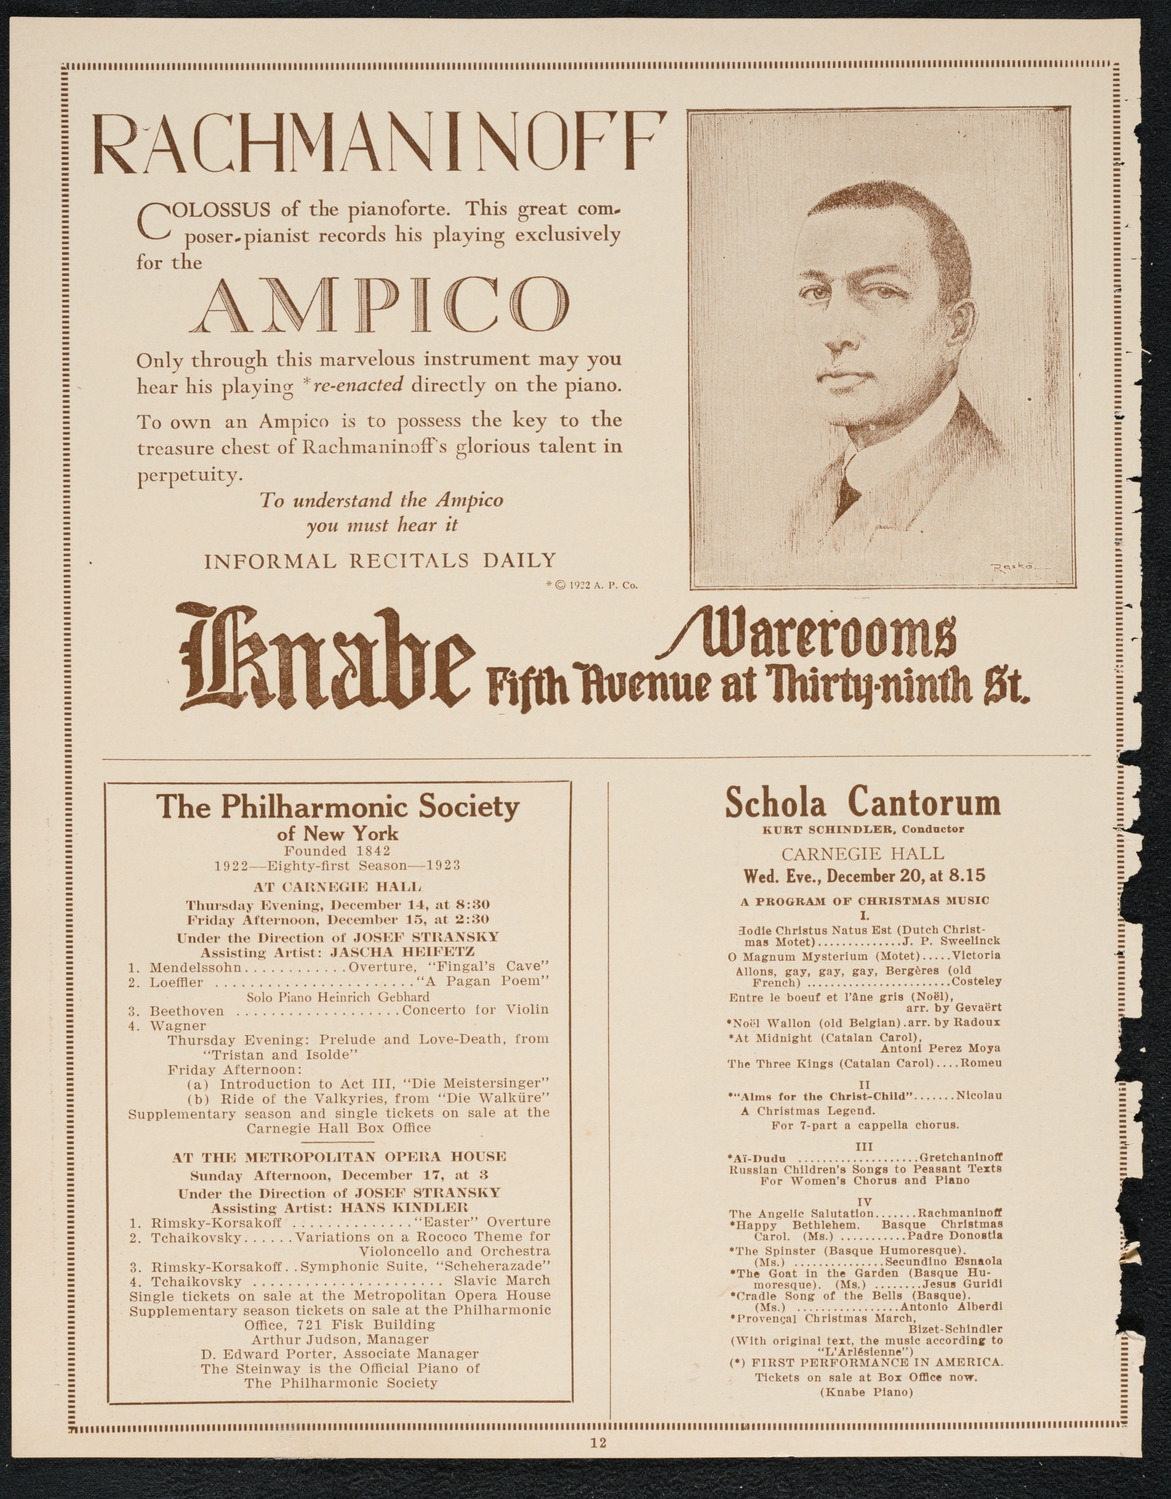 RACHMANINOFF
COLOSSUS of the pianoforte. This great com-
poser-pianist records his playing exclusively
for the
AMPICO
Only through this marvelous instrument may you
hear his playing *re-enacted directly on the piano.
To own an Ampico is to possess the key to the
treasure chest of Rachmaninoff's glorious talent in
perpetuity.
To understand the Ampico
you must hear it
INFORMAL RECITALS DAILY
* © 1922 A. P. Co.
Rasko
Knabe Warerooms
Fifth Avenue at Thirty-ninth St.
The Philharmonic Society
of New York
Founded 1842
1922—Eighty-first Season—1923
AT CARNEGIE HALL
Thursday Evening, December 14, at 8:30
Friday Afternoon, December 15, at 2:30
Under the Direction of JOSEF STRANSKY
Assisting Artist: JASCHA HEIFETZ
1. Mendelssohn............Overture, "Fingal's Cave"
2. Loeffler ........................"A Pagan Poem"
Solo Piano Heinrich Gebhard
3. Beethoven ...................Concerto for Violin
4. Wagner
Thursday Evening: Prelude and Love-Death, from
"Tristan and Isolde"
Friday Afternoon:
(a) Introduction to Act III, "Die Meistersinger"
(b) Ride of the Valkyries, from "Die Walküre"
Supplementary season and single tickets on sale at the
Carnegie Hall Box Office
AT THE METROPOLITAN OPERA HOUSE
Sunday Afternoon, December 17, at 3
Under the Direction of JOSEF STRANSKY
Assisting Artist: HANS KINDLER
1. Rimsky-Korsakoff ..............."Easter" Overture
2. Tchaikovsky......Variations on a Rococo Theme for
Violoncello and Orchestra
3. Rimsky-Korsakoff..Symphonic Suite, "Scheherazade"
4. Tchaikovsky ...................... Slavic March
Single tickets on sale at the Metropolitan Opera House
Supplementary season tickets on sale at the Philharmonic
Office, 721 Fisk Building
Arthur Judson, Manager
D. Edward Porter, Associate Manager
The Steinway is the Official Piano of
The Philharmonic Society
Schola Cantorum
KURT SCHINDLER, Conductor
CARNEGIE HALL
Wed. Eve., December 20, at 8.15
A PROGRAM OF CHRISTMAS MUSIC
I.
Hodie Christus Natus Est (Dutch Christ-
mas Motet)..............J. P. Sweelinck
O Magnum Mysterium (Motet).....Victoria
Allons, gay, gay, gay, Bergères (old
French) ........................Costeley
Entre le boeuf et l'âne gris (Noël),
arr. by Gevaërt
*Noël Wallon (old Belgian).arr. by Radoux
*At Midnight (Catalan Carol),
Antoni Perez Moya
The Three Kings (Catalan Carol)....Romeu
II
*"Alms for the Christ-Child".......Nicolau
A Christmas Legend.
For 7-part a cappella chorus.
III
*Aï-Dudu ....................Gretchaninoff
Russian Children's Songs to Peasant Texts
For Women's Chorus and Piano
IV
The Angelic Salutation.......Rachmaninoff
*Happy Bethlehem. Basque Christmas
Carol. (Ms.) ...........Padre Donostia
*The Spinster (Basque Humoresque).
(Ms.) ...............Secundino Esnaola
*The Goat in the Garden (Basque Hu-
moresque). (Ms.) ........Jesus Guridi
*Cradle Song of the Bells (Basque).
(Ms.) .................Antonio Alberdi
*Provençal Christmas March,
Bizet-Schindler
(With original text, the music according to
"L'Arlésienne")
(*) FIRST PERFORMANCE IN AMERICA.
Tickets on sale at Box Office now.
(Knabe Piano)
12